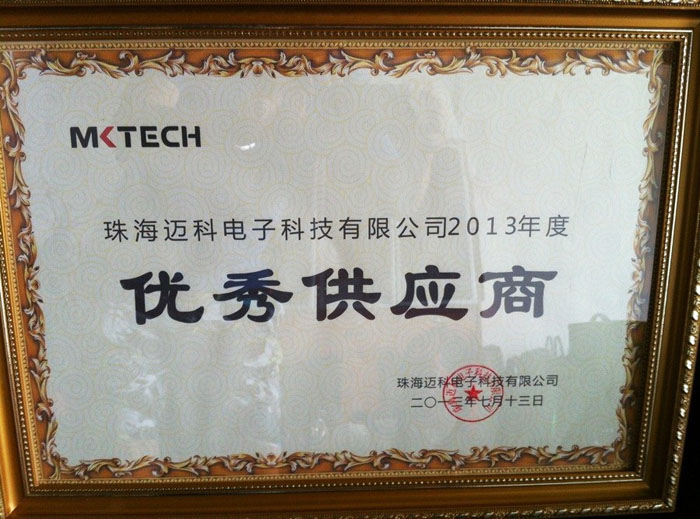 MKTECH
珠海迈科电子科技有限公司2013年度
优秀供应商
珠海迈科电子科技有限公司
二〇一三年七月十三日